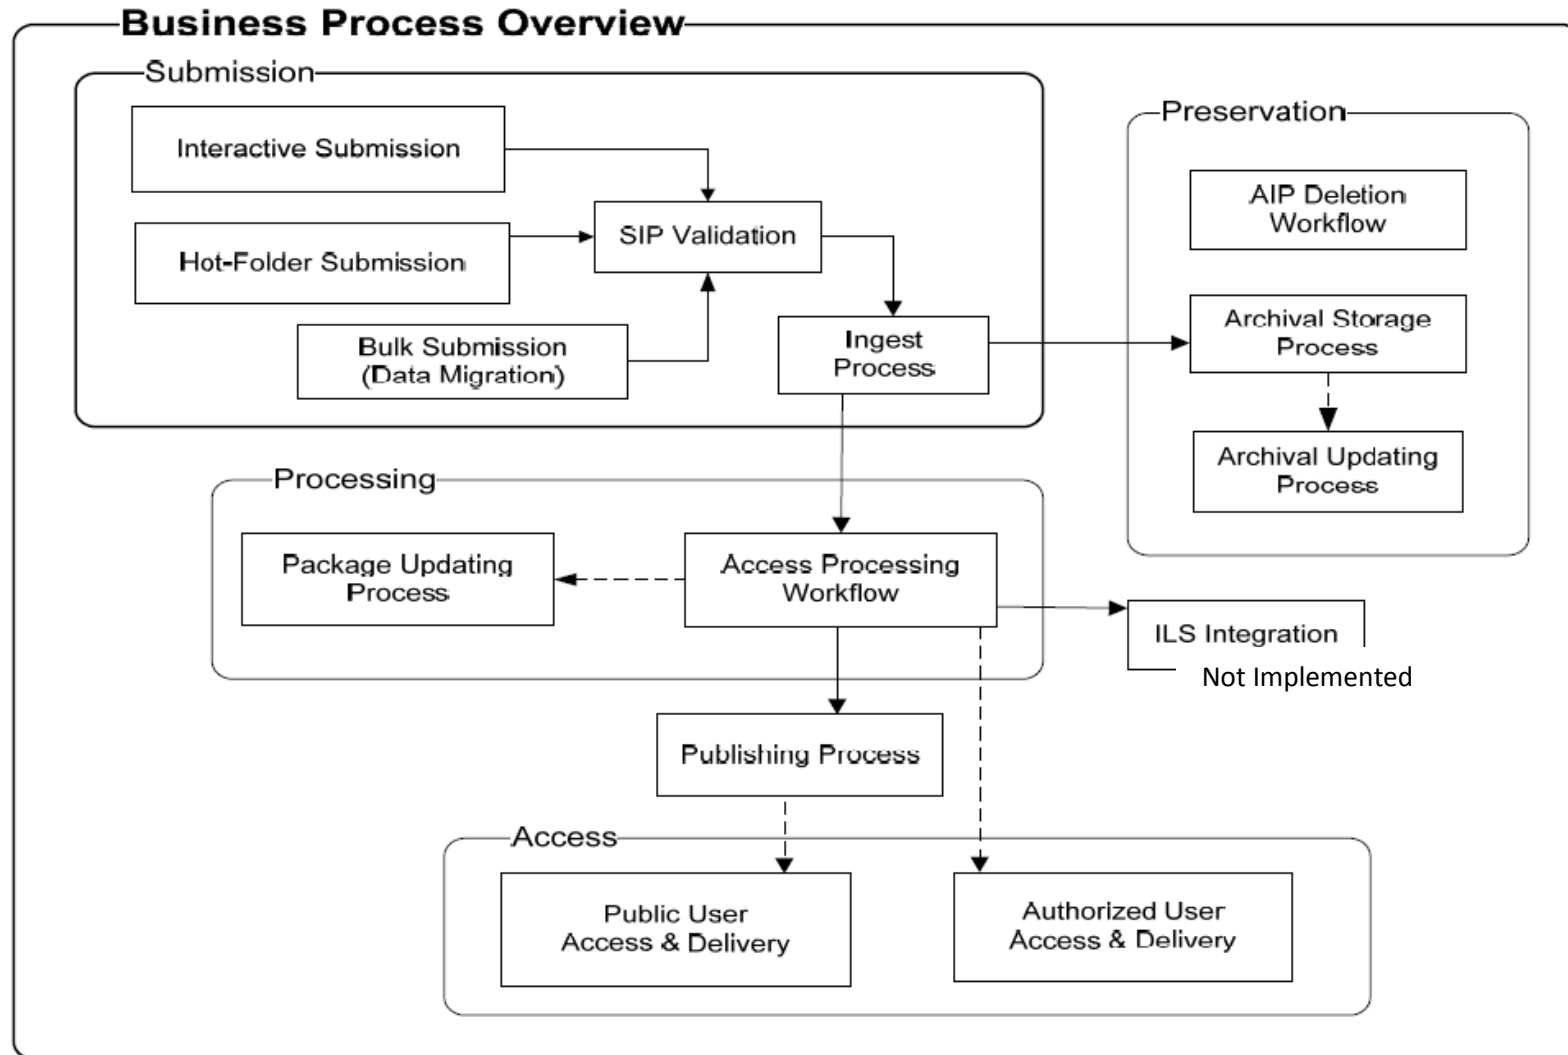 Business Process Overview
Submission
Interactive Submission
Hot-Folder Submission
Bulk Submission
(Data Migration)
SIP Validation
Ingest
Process
Preservation
AIP Deletion
Workflow
Archival Storage
Process
Archival Updating
Process
Processing
Package Updating
Process
Access Processing
Workflow
ILS Integration
Not Implemented
Publishing Process
Access
Public User
Access & Delivery
Authorized User
Access & Delivery